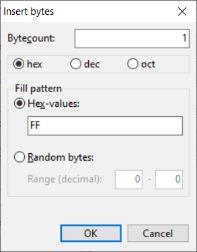 Insert bytes
Bytecount: 1
hex dec oct
Fill pattern
Hex-values:
FF
Random bytes:
Range (decimal): 0 - 0
OK Cancel